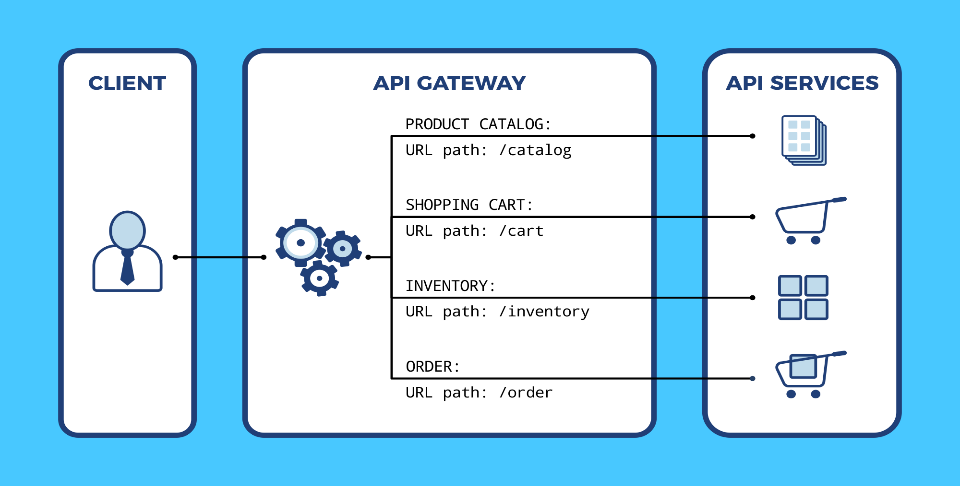 CLIENT
API GATEWAY
API SERVICES
PRODUCT CATALOG:
URL path: /catalog
SHOPPING CART:
URL path: /cart
INVENTORY:
URL path: /inventory
ORDER:
URL path: /order